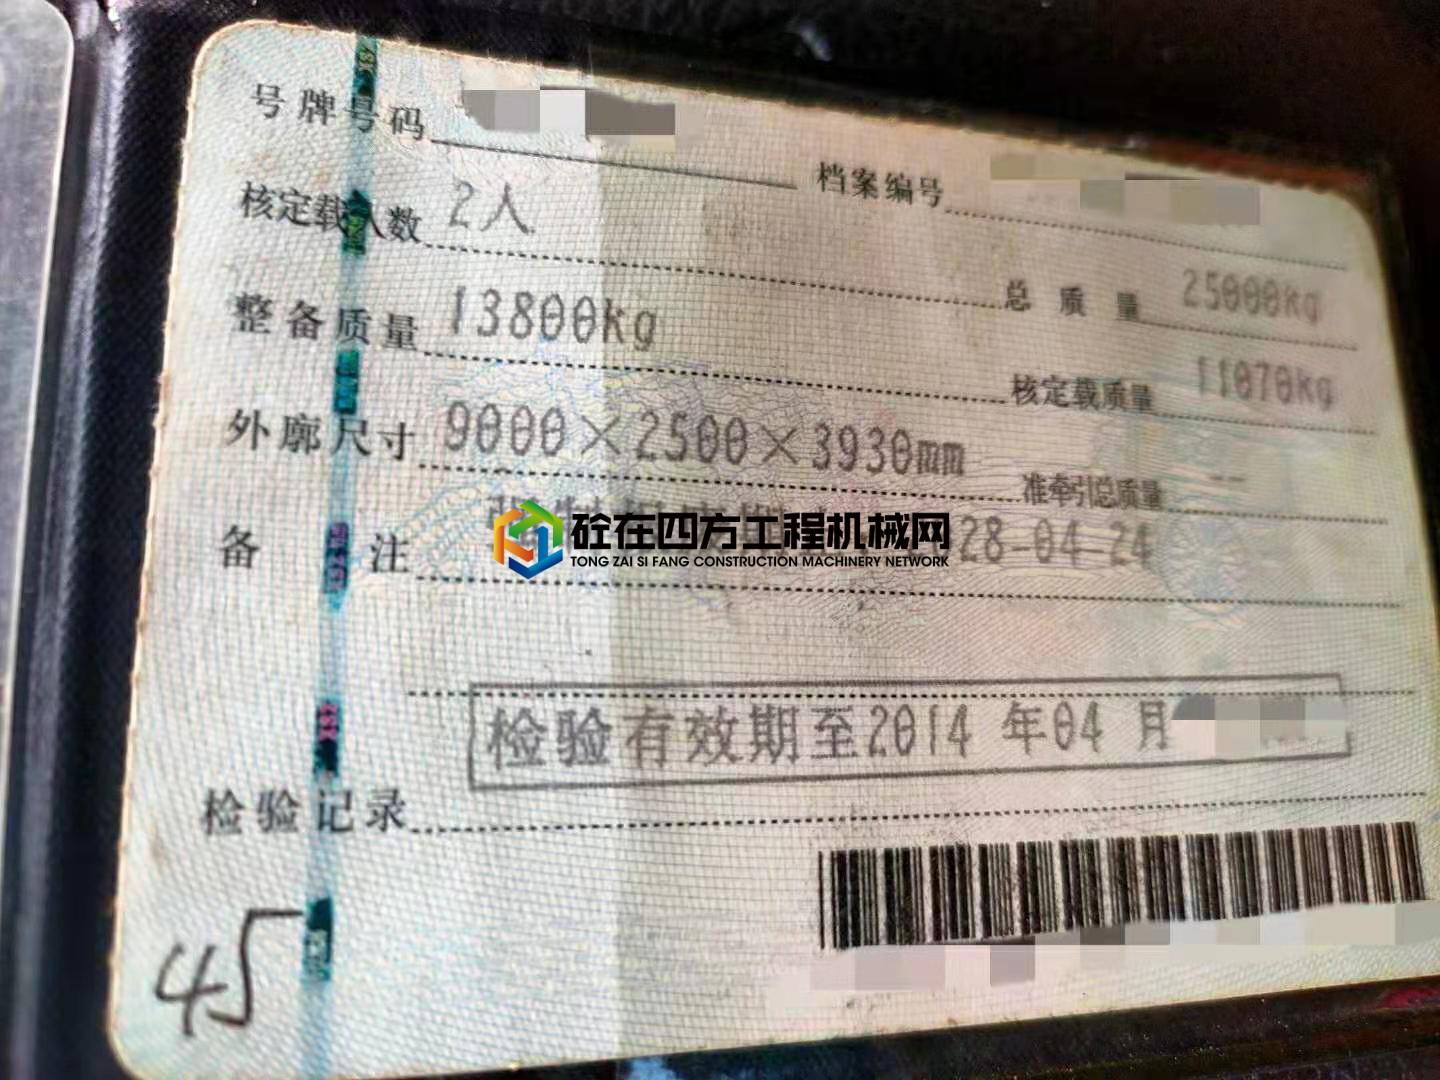 号牌号码
档案编号
核定载人数 2人
总质量 25000kg
整备质量 13800kg
核定载质量 11070kg
外廓尺寸 9000×2500×3930mm
准牵引总质量 --
备注 28-04-24
砼在四方工程机械网
TONG ZAI SI FANG CONSTRUCTION MACHINERY NETWORK
检验有效期至2014 年04 月
检验记录
45